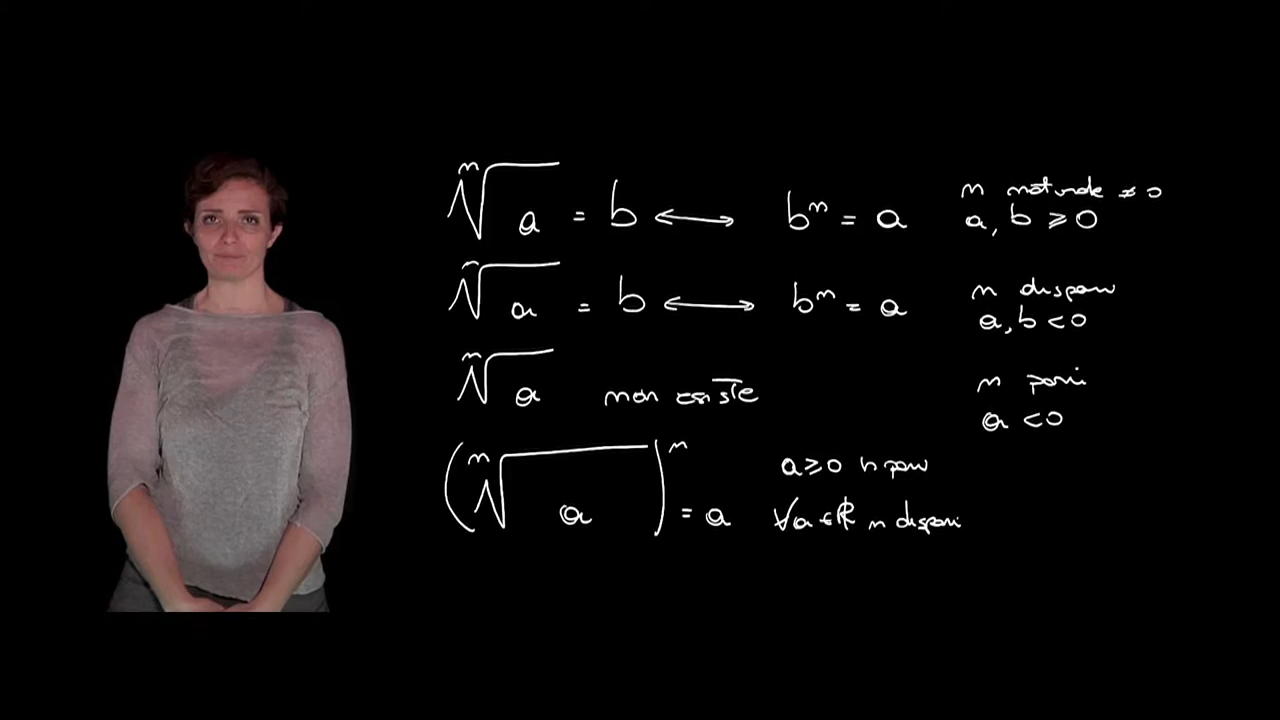 ⁿ√a = b ⟷ bⁿ = a n naturale ≠ 0
a, b ⩾ 0
ⁿ√a = b ⟷ bⁿ = a n dispari
a, b < 0
ⁿ√a non esiste n pari
a < 0
(ⁿ√a)ⁿ = a a ⩾ 0 n pari
∀a ∈ ℝ n dispari